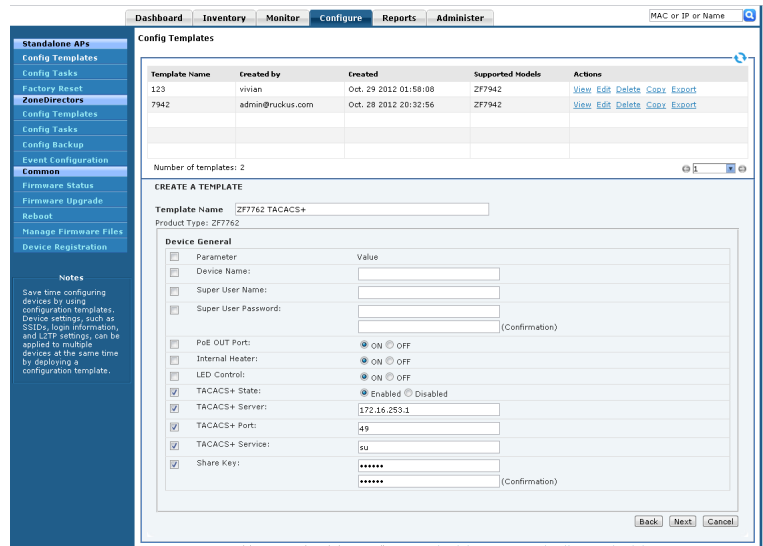 Dashboard Inventory Monitor Configure Reports Administer
MAC or IP or Name
Standalone APs
Config Templates
Config Tasks
Factory Reset
ZoneDirectors
Config Templates
Config Tasks
Config Backup
Event Configuration
Common
Firmware Status
Firmware Upgrade
Reboot
Manage Firmware Files
Device Registration
Notes
Save time configuring
devices by using
configuration templates.
Device settings, such as
SSIDs, login information,
and L2TP settings, can be
applied to multiple
devices at the same time
by deploying a
configuration template.
Config Templates
Template Name Created by Created Supported Models Actions
123 vivian Oct. 29 2012 01:58:08 ZF7942 View Edit Delete Copy Export
7942 admin@ruckus.com Oct. 28 2012 20:32:56 ZF7942 View Edit Delete Copy Export
Number of templates: 2
1
CREATE A TEMPLATE
Template Name ZF7762 TACACS+
Product Type: ZF7762
Device General
Parameter Value
Device Name:
Super User Name:
Super User Password:
(Confirmation)
PoE OUT Port: ON OFF
Internal Heater: ON OFF
LED Control: ON OFF
TACACS+ State: Enabled Disabled
TACACS+ Server: 172.16.253.1
TACACS+ Port: 49
TACACS+ Service: su
Share Key: ••••••
•••••• (Confirmation)
Back Next Cancel